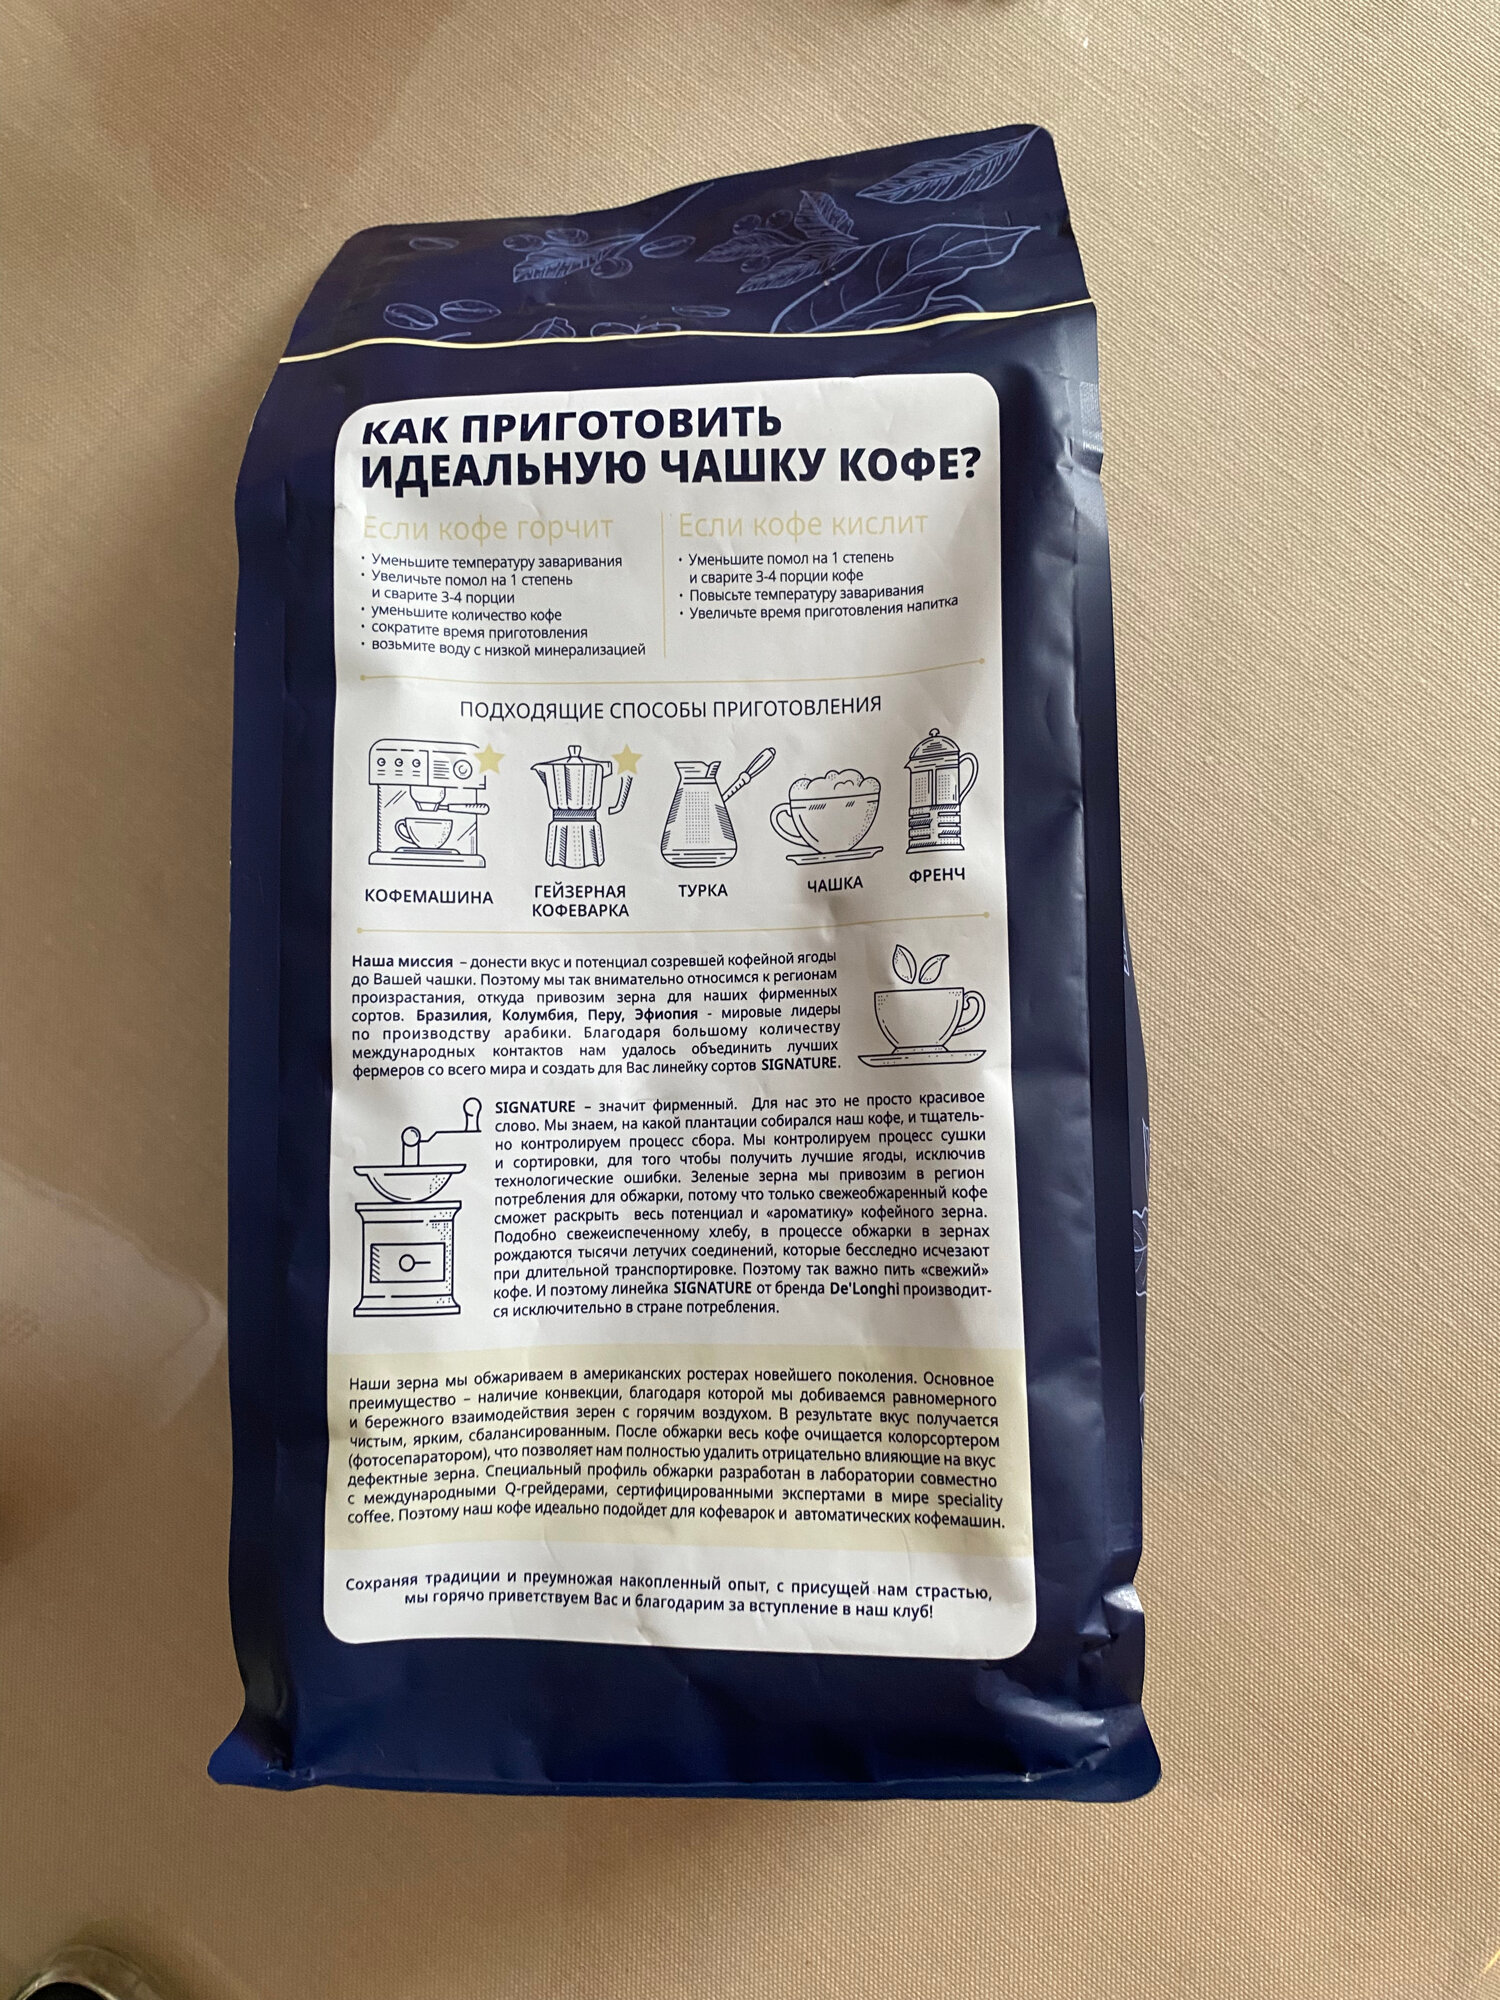 КАК ПРИГОТОВИТЬ
ИДЕАЛЬНУЮ ЧАШКУ КОФЕ?
Если кофе горчит
• Уменьшите температуру заваривания
• Увеличьте помол на 1 степень
и сварите 3-4 порции
• уменьшите количество кофе
• сократите время приготовления
• возьмите воду с низкой минерализацией
Если кофе кислит
• Уменьшите помол на 1 степень
и сварите 3-4 порции кофе
• Повысьте температуру заваривания
• Увеличьте время приготовления напитка
ПОДХОДЯЩИЕ СПОСОБЫ ПРИГОТОВЛЕНИЯ
КОФЕМАШИНА
ГЕЙЗЕРНАЯ
КОФЕВАРКА
ТУРКА
ЧАШКА
ФРЕНЧ
Наша миссия – донести вкус и потенциал созревшей кофейной ягоды
до Вашей чашки. Поэтому мы так внимательно относимся к регионам
произрастания, откуда привозим зерна для наших фирменных
сортов. Бразилия, Колумбия, Перу, Эфиопия - мировые лидеры
по производству арабики. Благодаря большому количеству
международных контактов нам удалось объединить лучших
фермеров со всего мира и создать для Вас линейку сортов SIGNATURE.
SIGNATURE – значит фирменный. Для нас это не просто красивое
слово. Мы знаем, на какой плантации собирался наш кофе, и тщатель-
но контролируем процесс сбора. Мы контролируем процесс сушки
и сортировки, для того чтобы получить лучшие ягоды, исключив
технологические ошибки. Зеленые зерна мы привозим в регион
потребления для обжарки, потому что только свежеобжаренный кофе
сможет раскрыть весь потенциал и «ароматику» кофейного зерна.
Подобно свежеиспеченному хлебу, в процессе обжарки в зернах
рождаются тысячи летучих соединений, которые бесследно исчезают
при длительной транспортировке. Поэтому так важно пить «свежий»
кофе. И поэтому линейка SIGNATURE от бренда De'Longhi производит-
ся исключительно в стране потребления.
Наши зерна мы обжариваем в американских ростерах новейшего поколения. Основное
преимущество – наличие конвекции, благодаря которой мы добиваемся равномерного
и бережного взаимодействия зерен с горячим воздухом. В результате вкус получается
чистым, ярким, сбалансированным. После обжарки весь кофе очищается колорсортером
(фотосепаратором), что позволяет нам полностью удалить отрицательно влияющие на вкус
дефектные зерна. Специальный профиль обжарки разработан в лаборатории совместно
с международными Q-грейдерами, сертифицированными экспертами в мире speciality
coffee. Поэтому наш кофе идеально подойдет для кофеварок и автоматических кофемашин.
Сохраняя традиции и преумножая накопленный опыт, с присущей нам страстью,
мы горячо приветствуем Вас и благодарим за вступление в наш клуб!